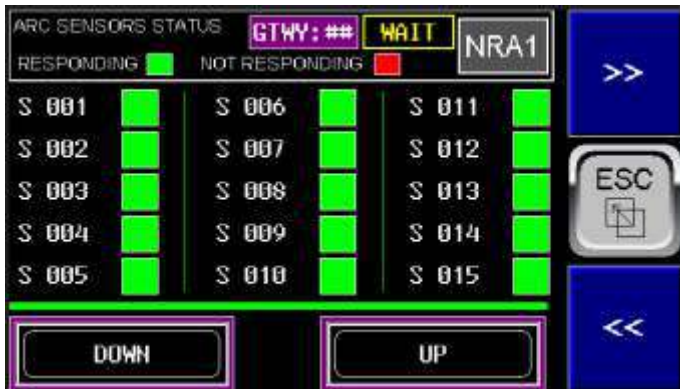 ARC SENSORS STATUS GTWY:## WAIT NRA1
RESPONDING NOT RESPONDING
>>
S 001 S 006 S 011
S 002 S 007 S 012
S 003 S 008 S 013
S 004 S 009 S 014
S 005 S 010 S 015
ESC
DOWN UP
<<